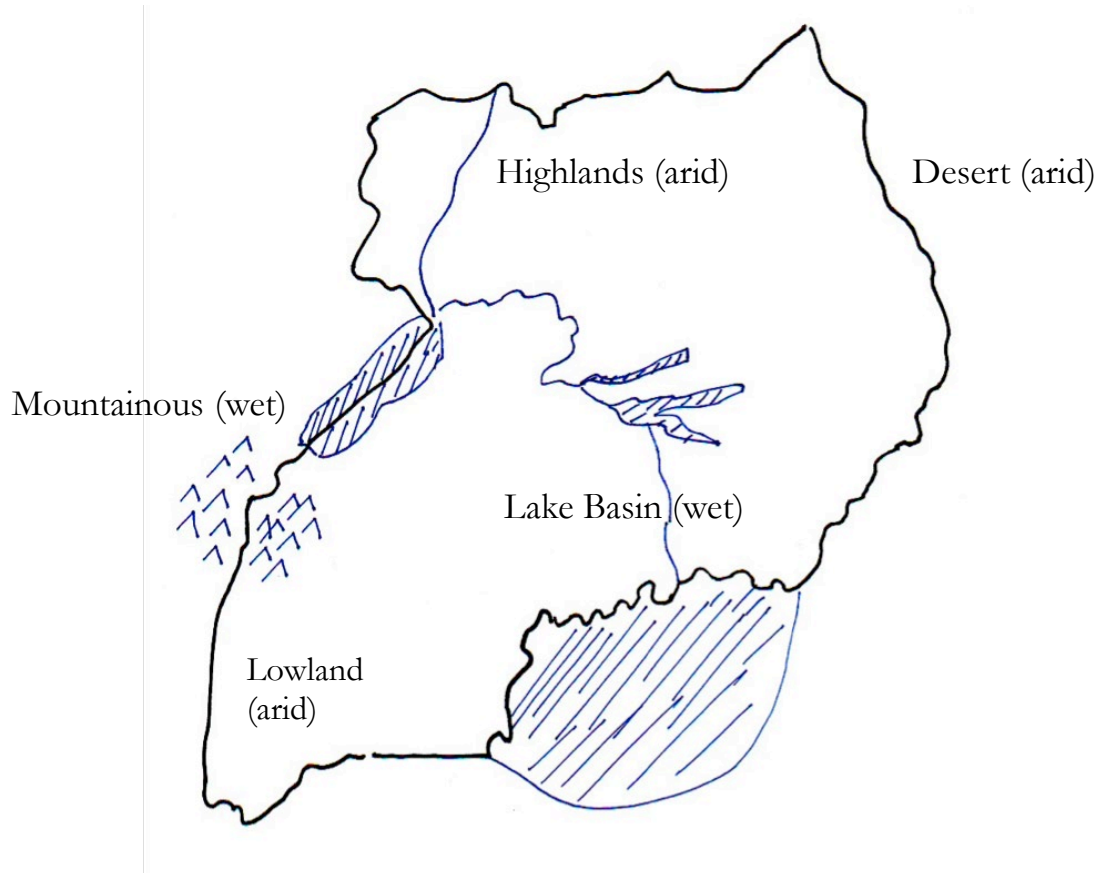 Highlands (arid)
Desert (arid)
Mountainous (wet)
Lake Basin (wet)
Lowland
(arid)